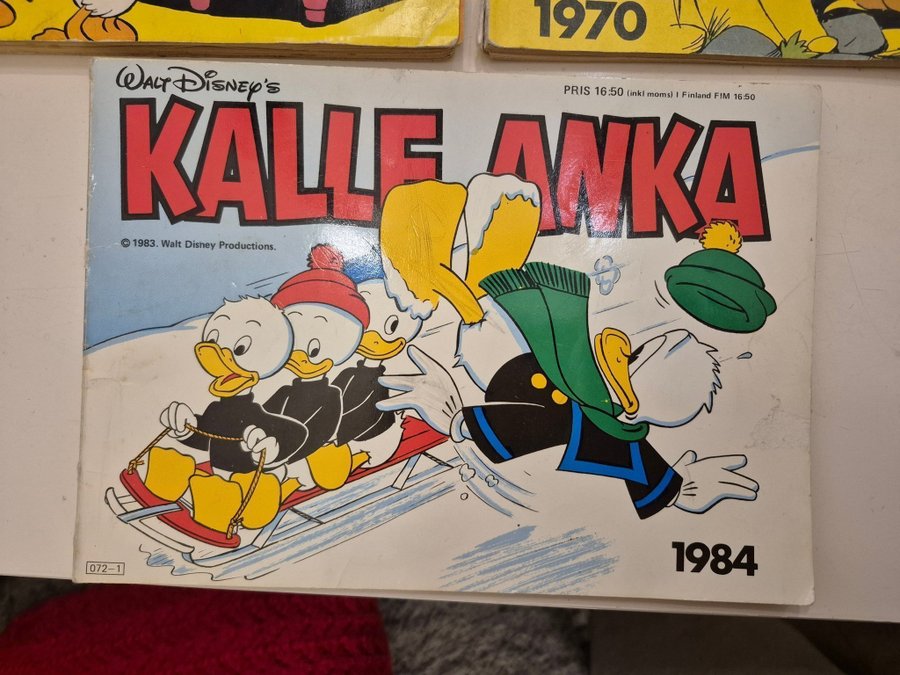 1970
WALT DISNEY'S
PRIS 16:50 (inkl moms) I Finland FIM 16:50
KALLE ANKA
© 1983. Walt Disney Productions.
072-1
1984